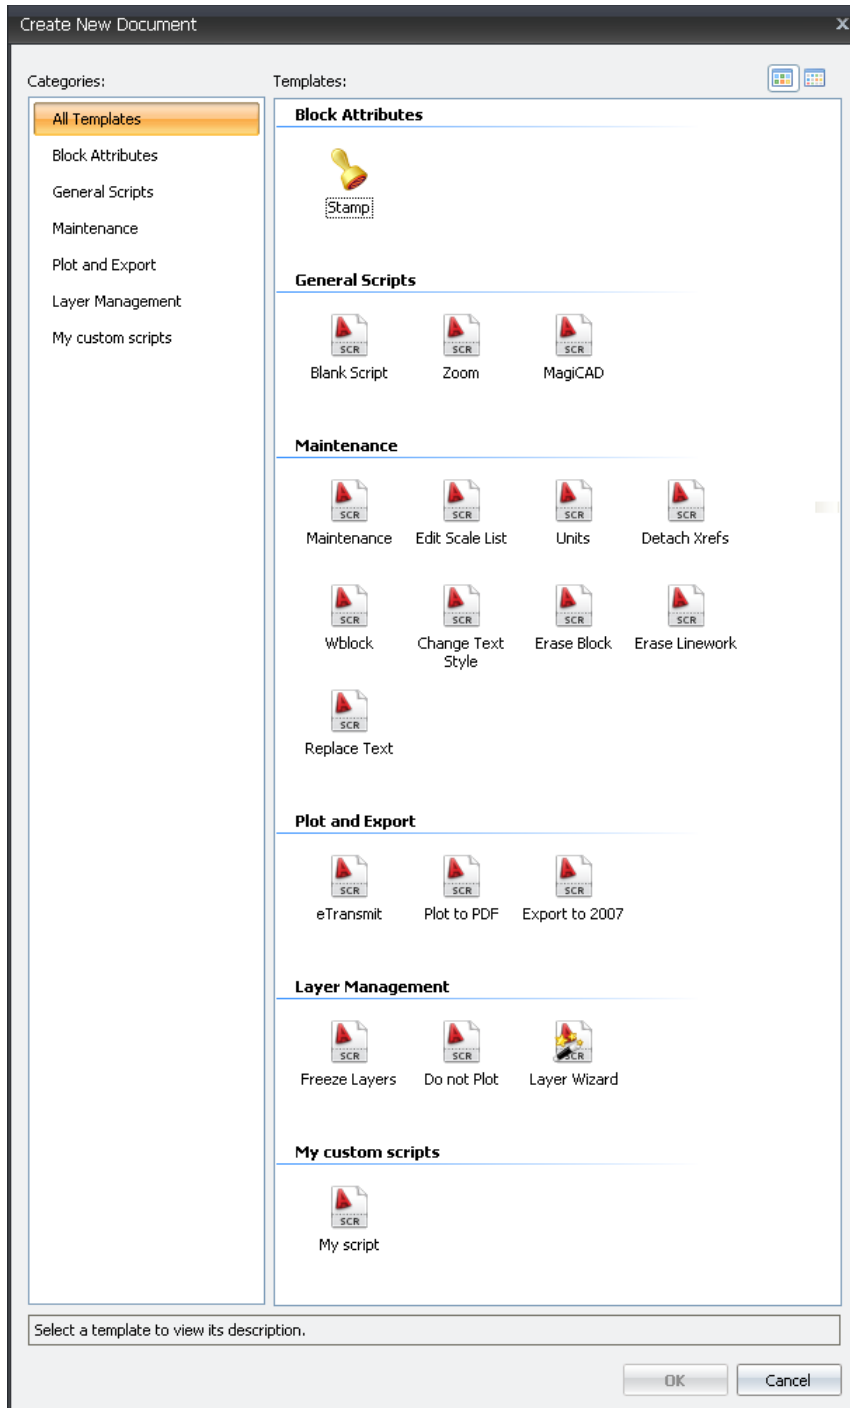 Create New Document
x
Categories:
Templates:
All Templates
Block Attributes
General Scripts
Maintenance
Plot and Export
Layer Management
My custom scripts
Block Attributes
Stamp
General Scripts
SCR SCR SCR
Blank Script Zoom MagiCAD
Maintenance
SCR SCR SCR SCR
Maintenance Edit Scale List Units Detach Xrefs
SCR SCR SCR SCR
Wblock Change Text Erase Block Erase Linework
Style
SCR
Replace Text
Plot and Export
SCR SCR SCR
eTransmit Plot to PDF Export to 2007
Layer Management
SCR SCR SCR
Freeze Layers Do not Plot Layer Wizard
My custom scripts
SCR
My script
Select a template to view its description.
OK Cancel